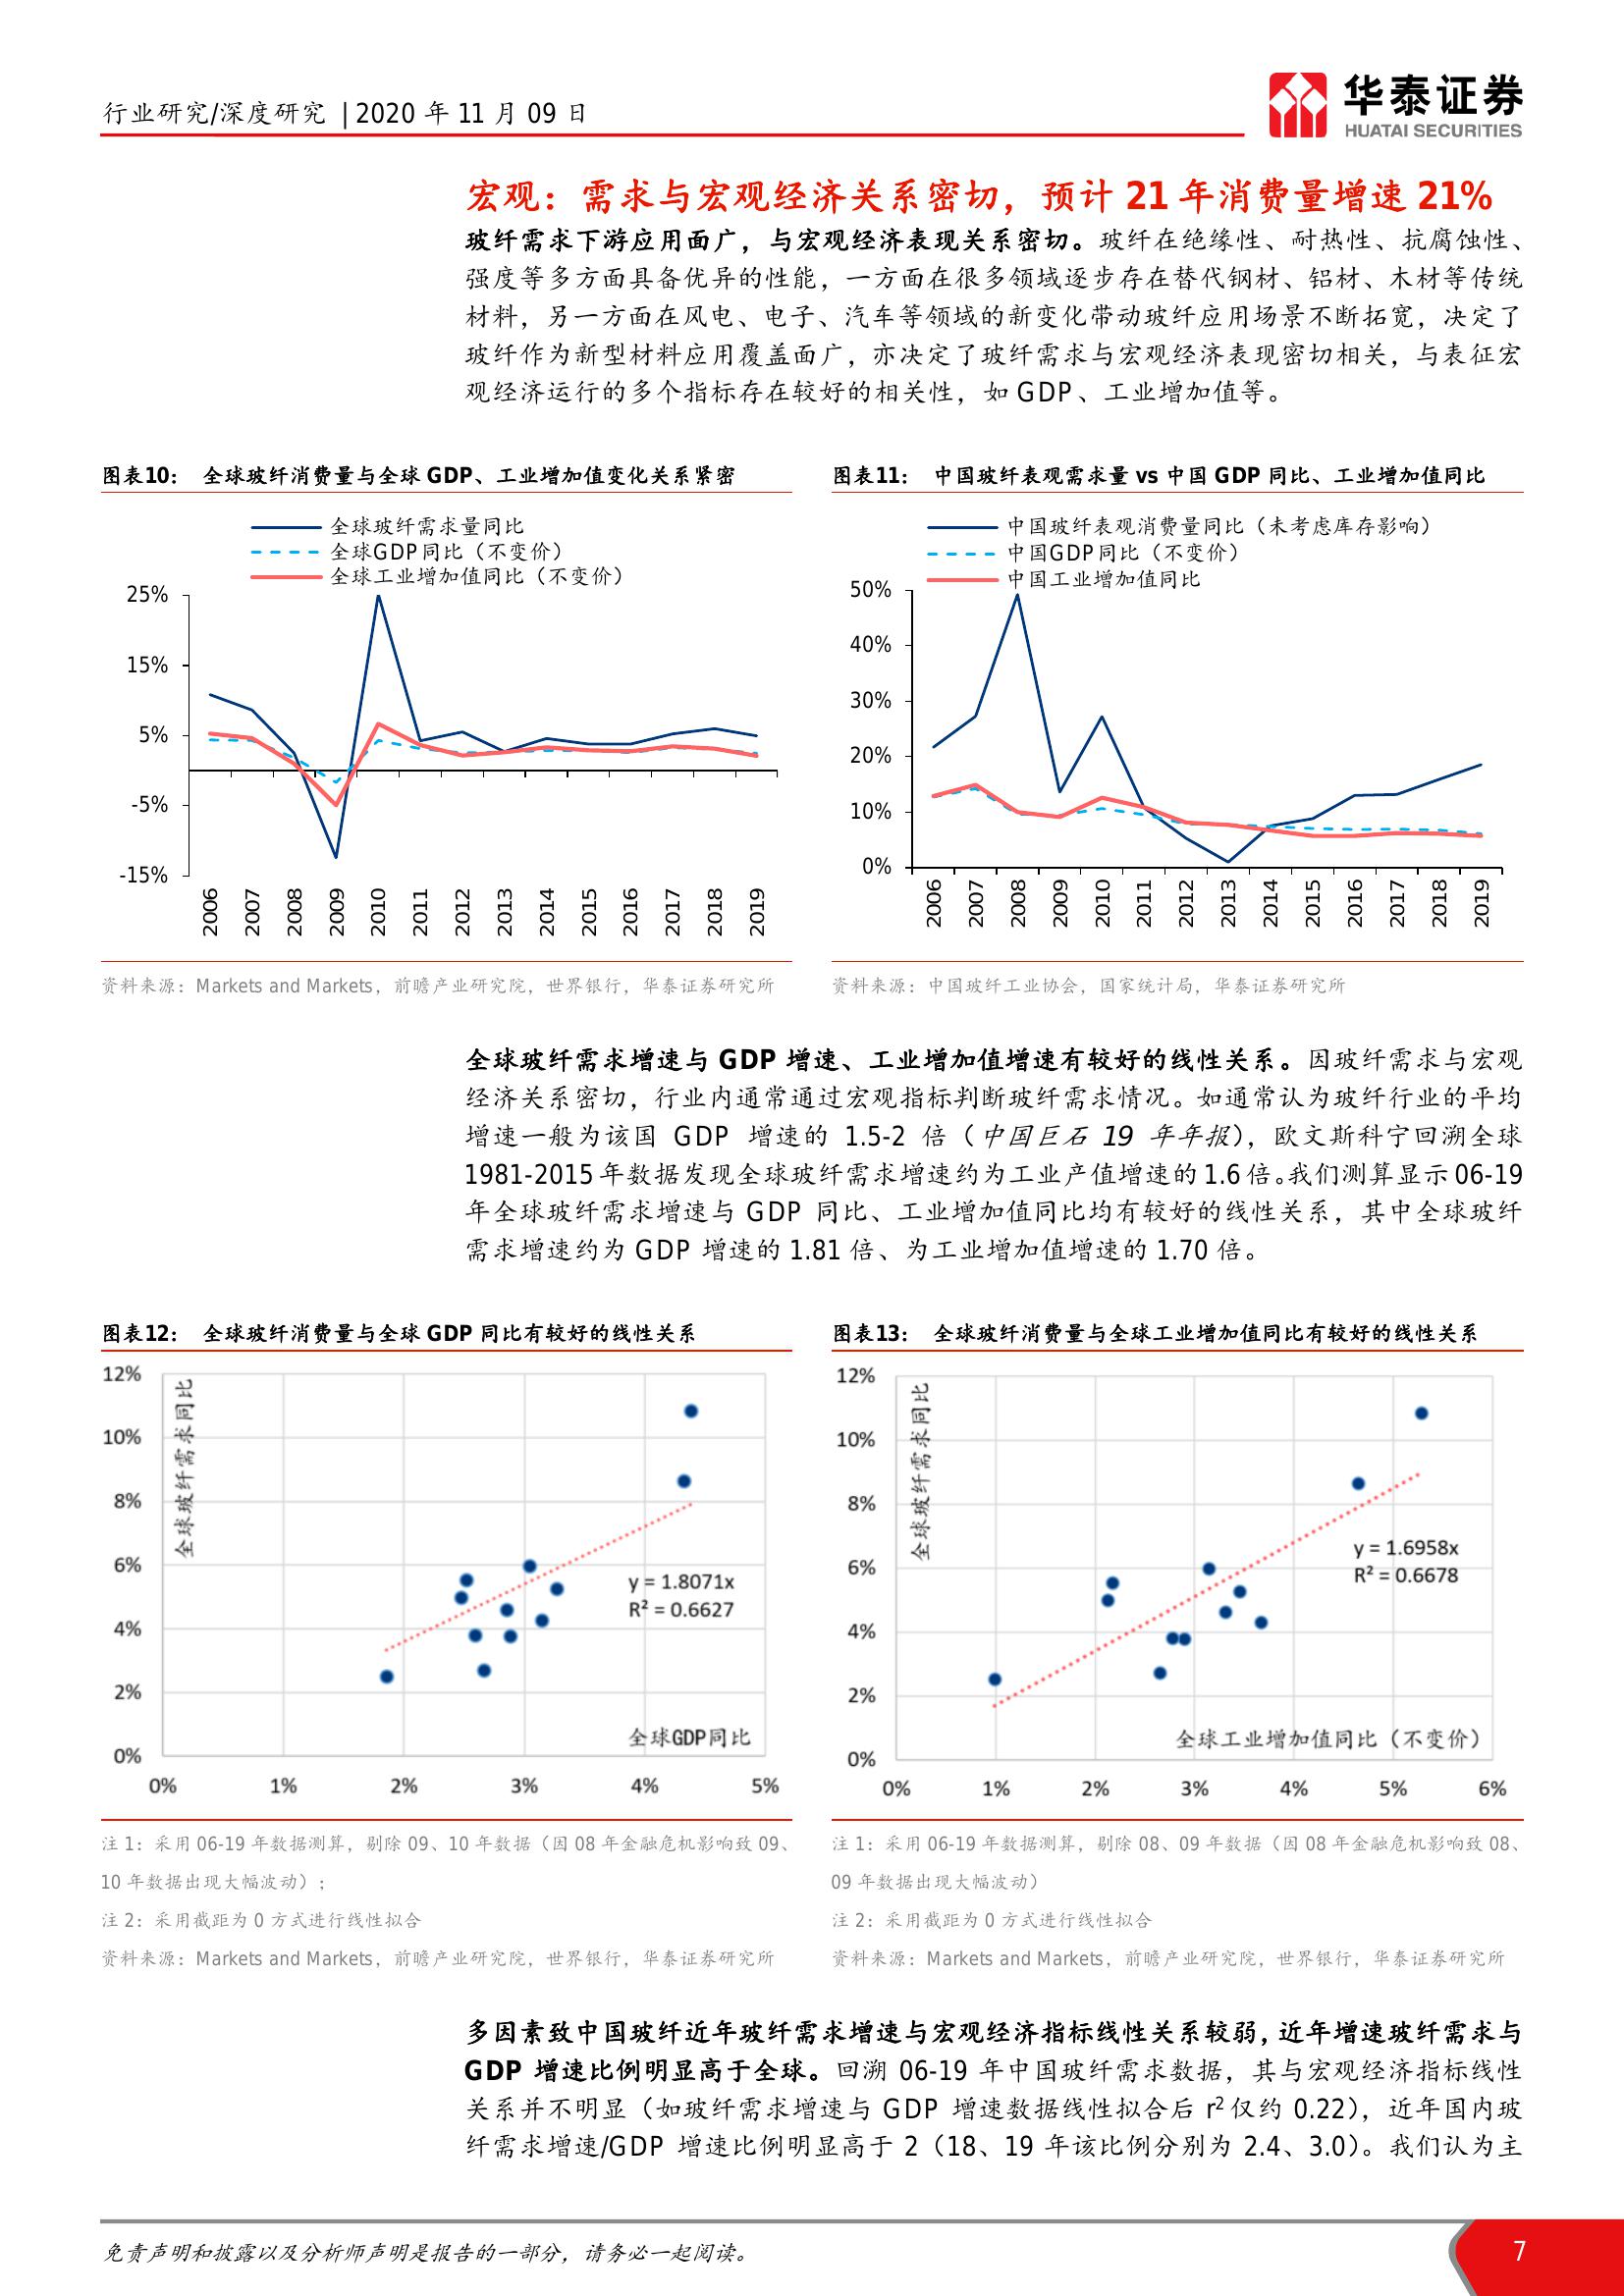 行业研究/深度研究 | 2020 年 11 月 09 日
华泰证券
HUATAI SECURITIES
宏观：需求与宏观经济关系密切，预计 21 年消费量增速 21%
玻纤需求下游应用面广，与宏观经济表现关系密切。玻纤在绝缘性、耐热性、抗腐蚀性、
强度等多方面具备优异的性能，一方面在很多领域逐步存在替代钢材、铝材、木材等传统
材料，另一方面在风电、电子、汽车等领域的新变化带动玻纤应用场景不断拓宽，决定了
玻纤作为新型材料应用覆盖面广，亦决定了玻纤需求与宏观经济表现密切相关，与表征宏
观经济运行的多个指标存在较好的相关性，如 GDP、工业增加值等。
图表10： 全球玻纤消费量与全球 GDP、工业增加值变化关系紧密
全球玻纤需求量同比
全球GDP同比（不变价）
全球工业增加值同比（不变价）
25%
15%
5%
-5%
-15%
2006 2007 2008 2009 2010 2011 2012 2013 2014 2015 2016 2017 2018 2019
资料来源：Markets and Markets，前瞻产业研究院，世界银行，华泰证券研究所
图表11： 中国玻纤表观需求量 vs 中国 GDP 同比、工业增加值同比
中国玻纤表观消费量同比（未考虑库存影响）
中国GDP同比（不变价）
中国工业增加值同比
50%
40%
30%
20%
10%
0%
2006 2007 2008 2009 2010 2011 2012 2013 2014 2015 2016 2017 2018 2019
资料来源：中国玻纤工业协会，国家统计局，华泰证券研究所
全球玻纤需求增速与 GDP 增速、工业增加值增速有较好的线性关系。因玻纤需求与宏观
经济关系密切，行业内通常通过宏观指标判断玻纤需求情况。如通常认为玻纤行业的平均
增速一般为该国 GDP 增速的 1.5-2 倍（中国巨石 19 年年报），欧文斯科宁回溯全球
1981-2015 年数据发现全球玻纤需求增速约为工业产值增速的 1.6 倍。我们测算显示 06-19
年全球玻纤需求增速与 GDP 同比、工业增加值同比均有较好的线性关系，其中全球玻纤
需求增速约为 GDP 增速的 1.81 倍、为工业增加值增速的 1.70 倍。
图表12： 全球玻纤消费量与全球 GDP 同比有较好的线性关系
12%
10%
8%
6%
4%
2%
0%
全球玻纤需求同比
y = 1.8071x
R² = 0.6627
全球GDP同比
0% 1% 2% 3% 4% 5%
注 1：采用 06-19 年数据测算，剔除 09、10 年数据（因 08 年金融危机影响致 09、
10 年数据出现大幅波动）；
注 2：采用截距为 0 方式进行线性拟合
资料来源：Markets and Markets，前瞻产业研究院，世界银行，华泰证券研究所
图表13： 全球玻纤消费量与全球工业增加值同比有较好的线性关系
12%
10%
8%
6%
4%
2%
0%
全球玻纤需求同比
y = 1.6958x
R² = 0.6678
全球工业增加值同比（不变价）
0% 1% 2% 3% 4% 5% 6%
注 1：采用 06-19 年数据测算，剔除 08、09 年数据（因 08 年金融危机影响致 08、
09 年数据出现大幅波动）
注 2：采用截距为 0 方式进行线性拟合
资料来源：Markets and Markets，前瞻产业研究院，世界银行，华泰证券研究所
多因素致中国玻纤近年玻纤需求增速与宏观经济指标线性关系较弱，近年增速玻纤需求与
GDP 增速比例明显高于全球。回溯 06-19 年中国玻纤需求数据，其与宏观经济指标线性
关系并不明显（如玻纤需求增速与 GDP 增速数据线性拟合后 r²仅约 0.22），近年国内玻
纤需求增速/GDP 增速比例明显高于 2（18、19 年该比例分别为 2.4、3.0）。我们认为主
免责声明和披露以及分析师声明是报告的一部分，请务必一起阅读。
7